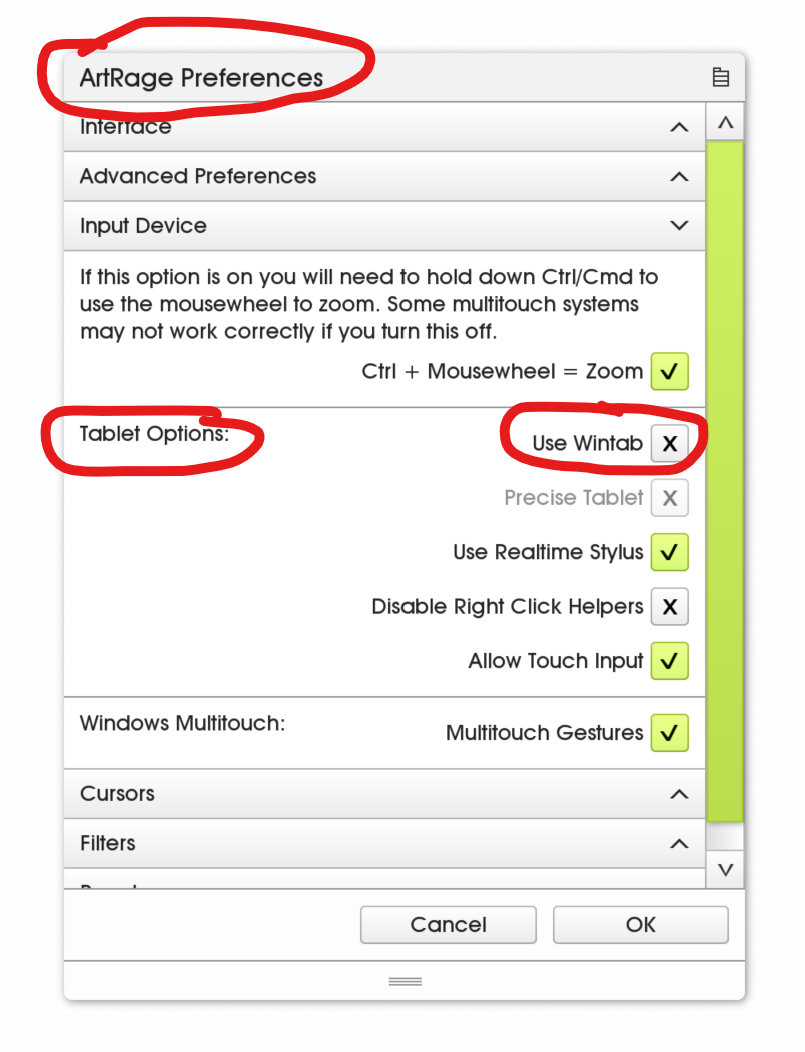 ArtRage Preferences
Interface
Advanced Preferences
Input Device
If this option is on you will need to hold down Ctrl/Cmd to
use the mousewheel to zoom. Some multitouch systems
may not work correctly if you turn this off.
Ctrl + Mousewheel = Zoom
Tablet Options:
Use Wintab X
Precise Tablet X
Use Realtime Stylus
Disable Right Click Helpers X
Allow Touch Input
Windows Multitouch:
Multitouch Gestures
Cursors
Filters
Cancel
OK